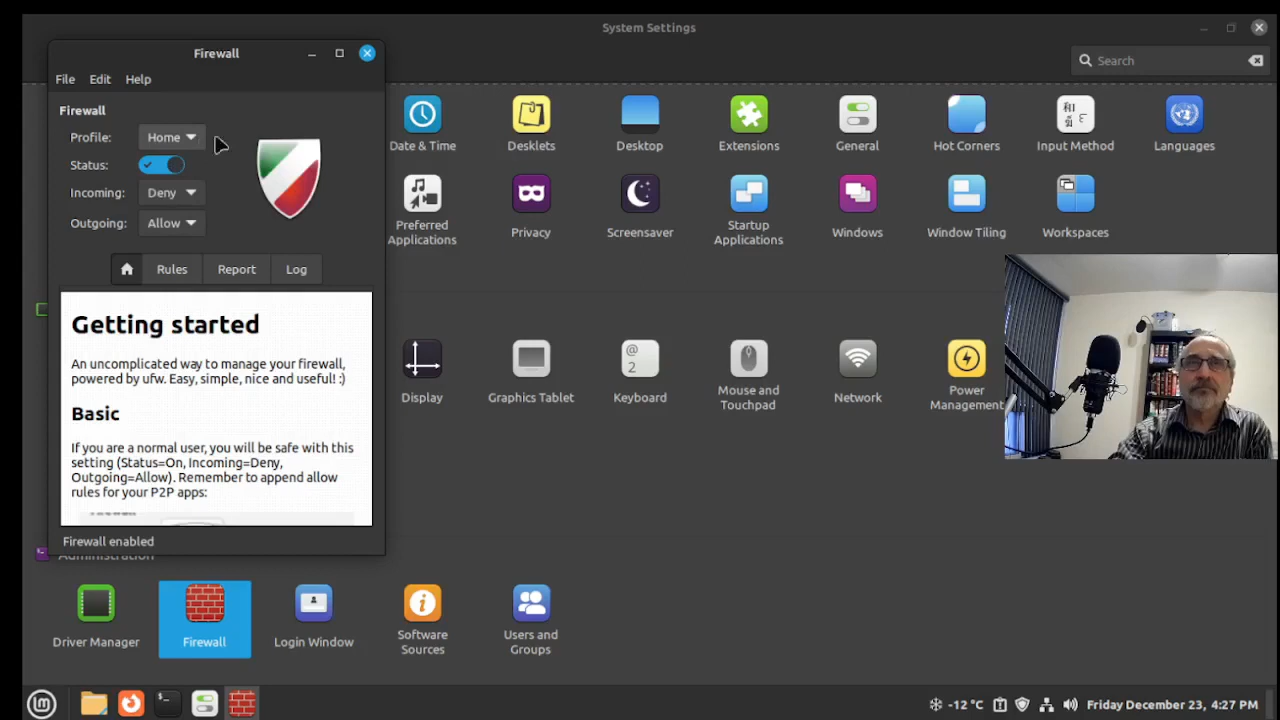 System Settings
Search
Firewall
File Edit Help
Firewall
Profile: Home
Status:
Incoming: Deny
Outgoing: Allow
Rules Report Log
Getting started
An uncomplicated way to manage your firewall,
powered by ufw. Easy, simple, nice and useful! :)
Basic
If you are a normal user, you will be safe with this
setting (Status=On, Incoming=Deny,
Outgoing=Allow). Remember to append allow
rules for your P2P apps:
Firewall enabled
Date & Time
Desklets
Desktop
Extensions
General
Hot Corners
Input Method
Languages
Preferred
Applications
Privacy
Screensaver
Startup
Applications
Windows
Window Tiling
Workspaces
Display
Graphics Tablet
@
2
Keyboard
Mouse and
Touchpad
Network
Power
Management
Administration
Driver Manager
Firewall
Login Window
Software
Sources
Users and
Groups
-12 °C
Friday December 23, 4:27 PM